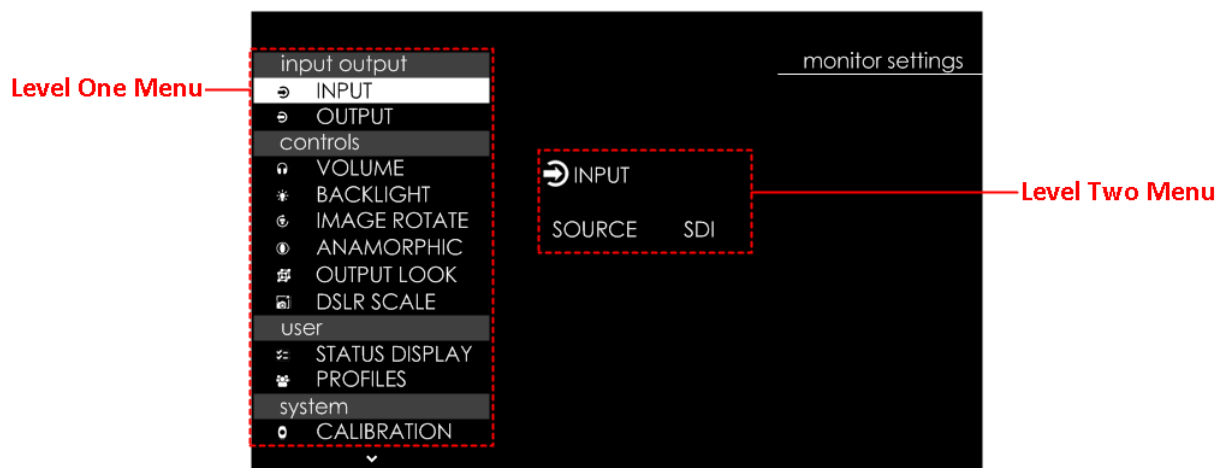 monitor settings
Level One Menu
input output
INPUT
OUTPUT
controls
VOLUME
BACKLIGHT
IMAGE ROTATE
ANAMORPHIC
OUTPUT LOOK
DSLR SCALE
user
STATUS DISPLAY
PROFILES
system
CALIBRATION
INPUT
SOURCE SDI
Level Two Menu